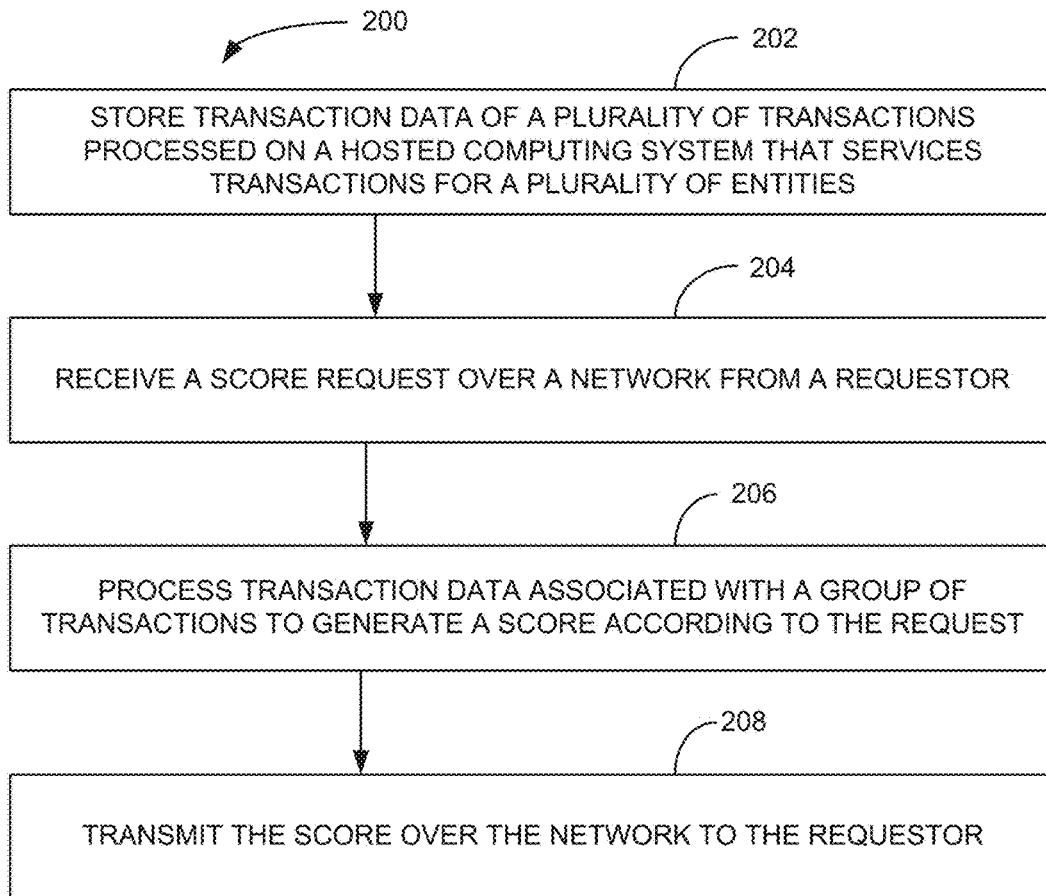 200
202
STORE TRANSACTION DATA OF A PLURALITY OF TRANSACTIONS
PROCESSED ON A HOSTED COMPUTING SYSTEM THAT SERVICES
TRANSACTIONS FOR A PLURALITY OF ENTITIES
204
RECEIVE A SCORE REQUEST OVER A NETWORK FROM A REQUESTOR
206
PROCESS TRANSACTION DATA ASSOCIATED WITH A GROUP OF
TRANSACTIONS TO GENERATE A SCORE ACCORDING TO THE REQUEST
208
TRANSMIT THE SCORE OVER THE NETWORK TO THE REQUESTOR